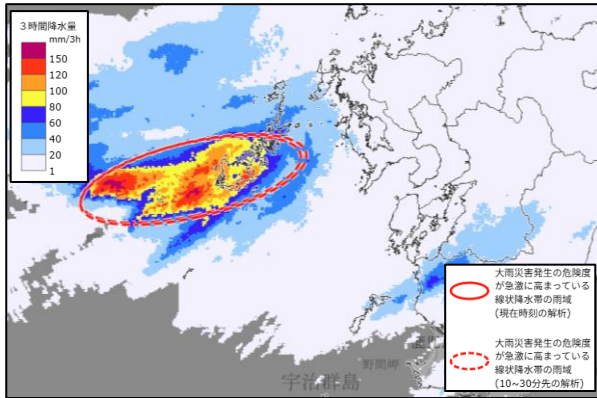 3時間降水量
mm/3h
150
120
100
80
60
40
20
1
野間岬
宇治群島
大雨災害発生の危険度
が急激に高まっている
線状降水帯の雨域
(現在時刻の解析)
大雨災害発生の危険度
が急激に高まっている
線状降水帯の雨域
(10~30分先の解析)